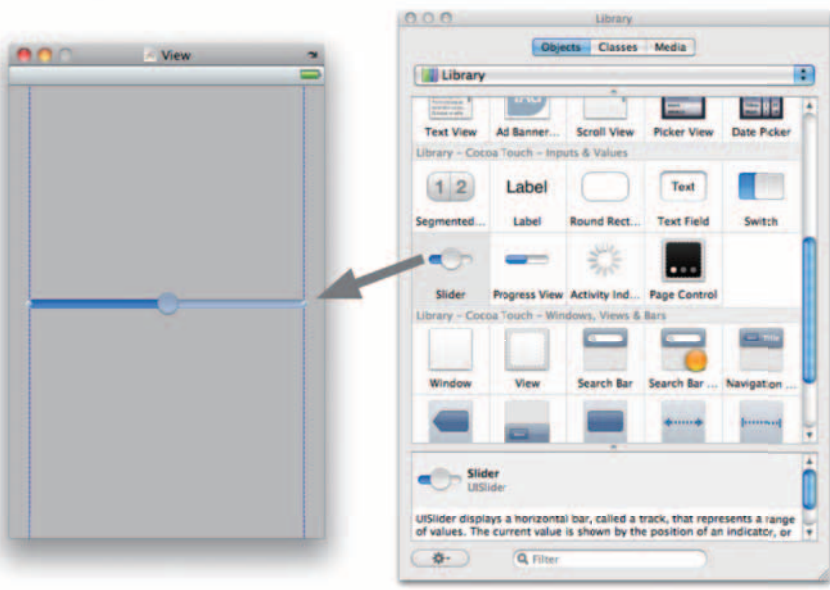 View
Library
Objects Classes Media
Library
Text View Ad Banner... Scroll View Picker View Date Picker
Library – Cocoa Touch – Inputs & Values
1 2 Label Text
Segmented... Label Round Rect... Text Field Switch
Slider Progress View Activity Ind... Page Control
Library – Cocoa Touch – Windows, Views & Bars
Title
Window View Search Bar Search Bar ... Navigation ...
Slider
UISlider
UISlider displays a horizontal bar, called a track, that represents a range
of values. The current value is shown by the position of an indicator, or
Filter